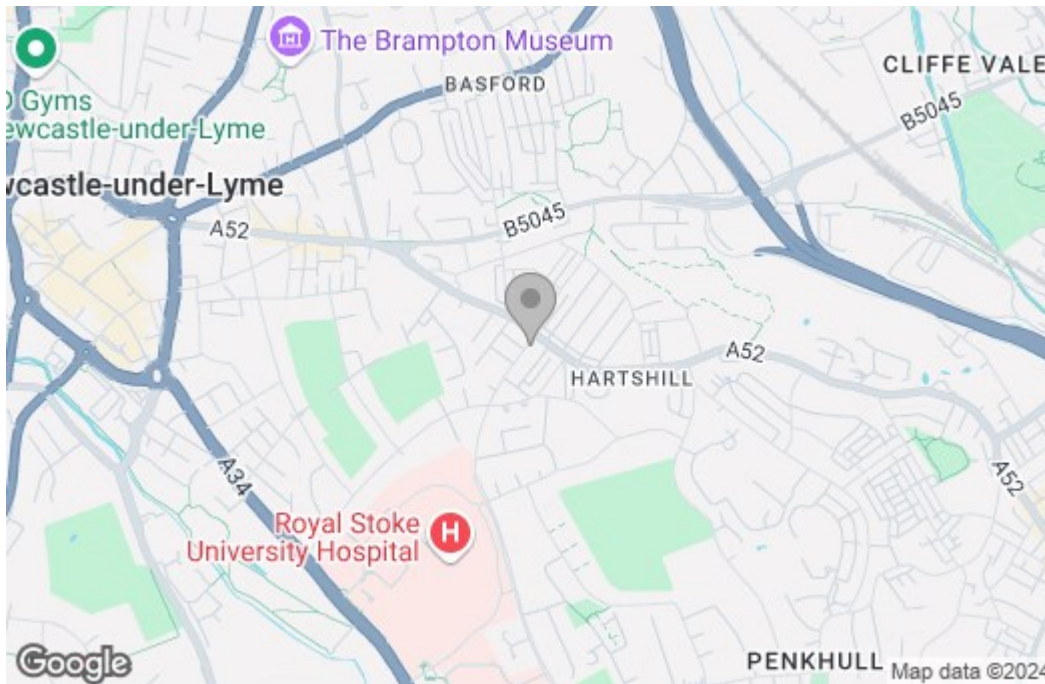 The Brampton Museum
BASFORD
CLIFFE VALE
B5045
D Gyms
ewcastle-under-Lyme
wcastle-under-Lyme
A52
B5045
HARTSHILL
A52
A34
A52
Royal Stoke
University Hospital
H
PENKHULL
Google
Map data ©2024